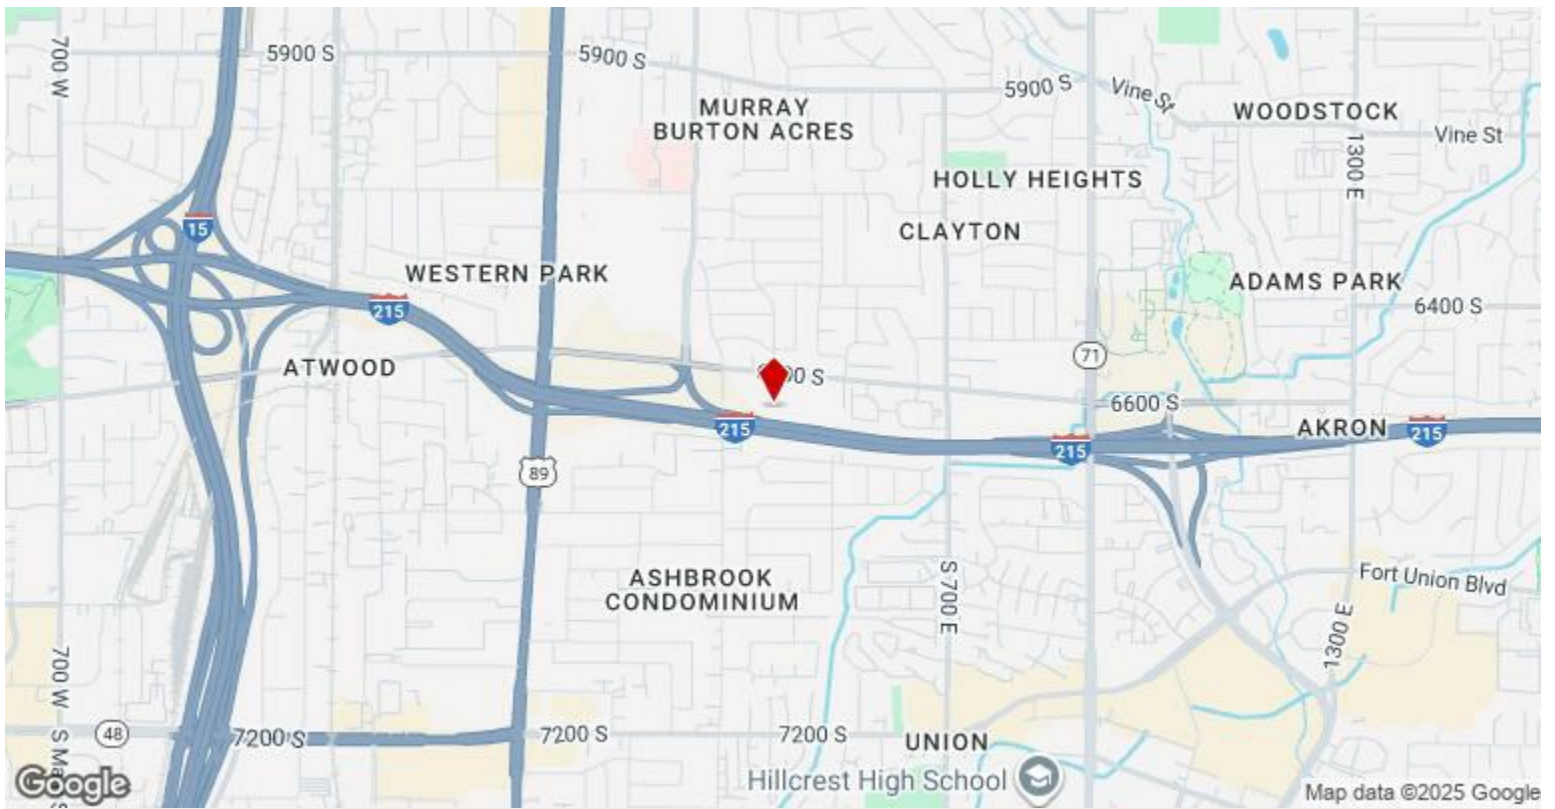 700 W
5900 S
5900 S
5900 S
Vine St
WOODSTOCK
Vine St
MURRAY
BURTON ACRES
1300 E
HOLLY HEIGHTS
15
CLAYTON
WESTERN PARK
ADAMS PARK
215
6400 S
ATWOOD
71
00 S
6600 S
215
AKRON
215
215
89
ASHBROOK
CONDOMINIUM
S 700 E
Fort Union Blvd
1300 E
700 W
48
7200 S
7200 S
7200 S
UNION
Hillcrest High School
Google
Map data ©2025 Google